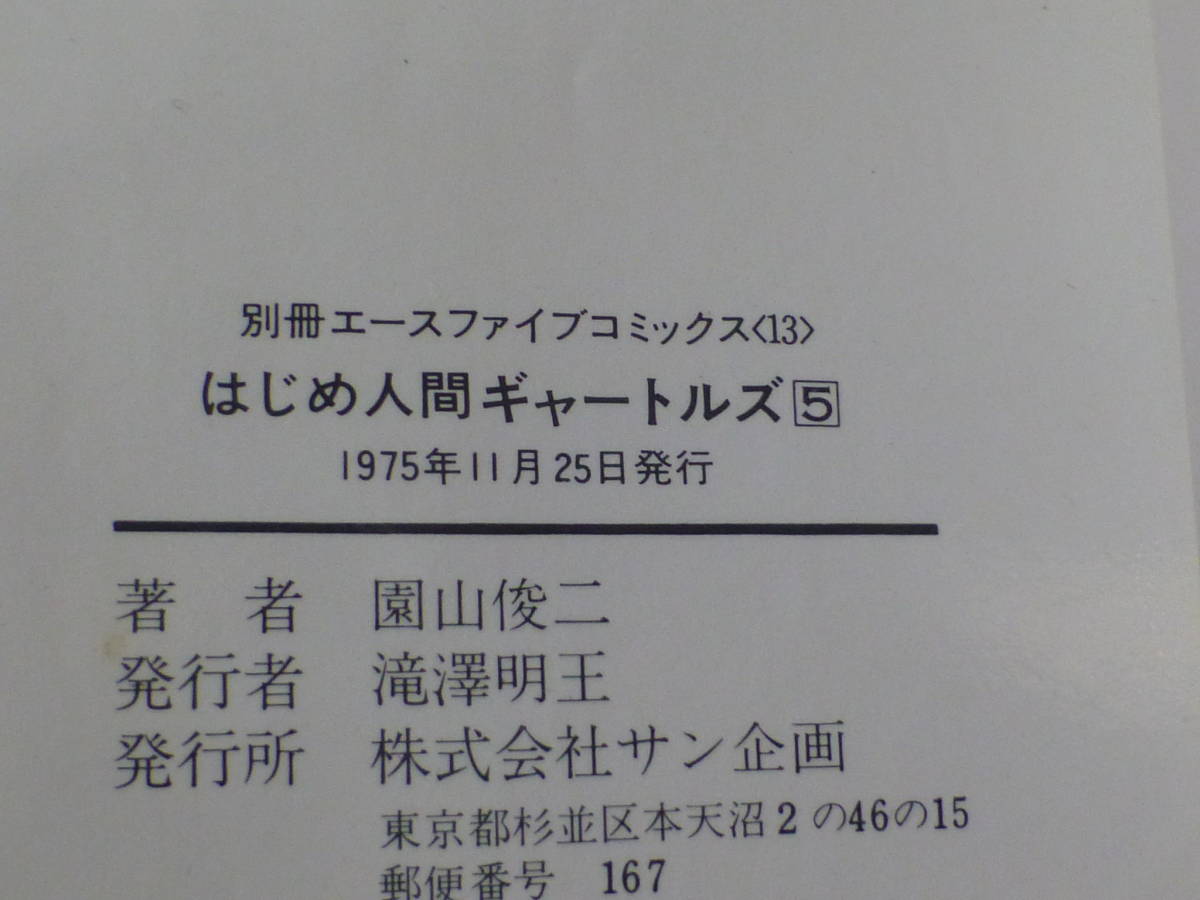 別冊エースファイブコミックス〈13〉
はじめ人間ギャートルズ5
1975年11月25日発行
著　者　園山俊二
発行者　滝澤明王
発行所　株式会社サン企画
東京都杉並区本天沼2の46の15
郵便番号　167